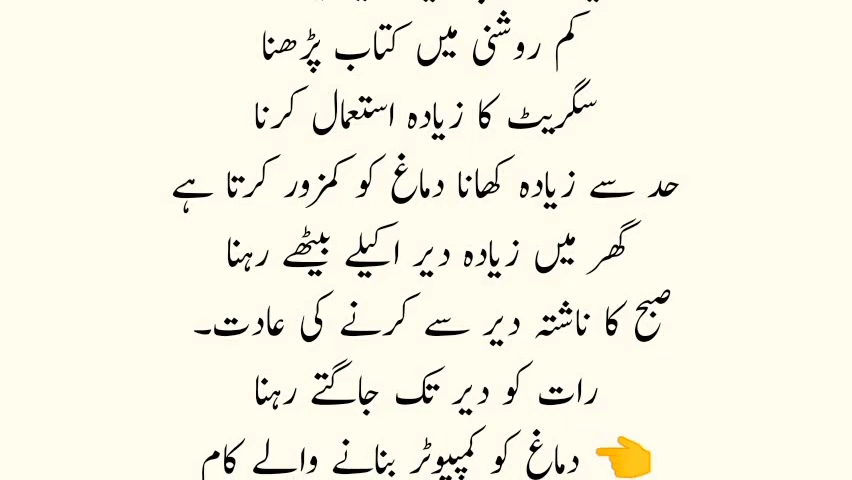 کم روشنی میں کتاب پڑھنا
سگریٹ کا زیادہ استعمال کرنا
حد سے زیادہ کھانا دماغ کو کمزور کرتا ہے
گھر میں زیادہ دیر اکیلے بیٹھے رہنا
صبح کا ناشتہ دیر سے کرنے کی عادت۔
رات کو دیر تک جاگتے رہنا
👈 دماغ کو کمپیوٹر بنانے والے کام